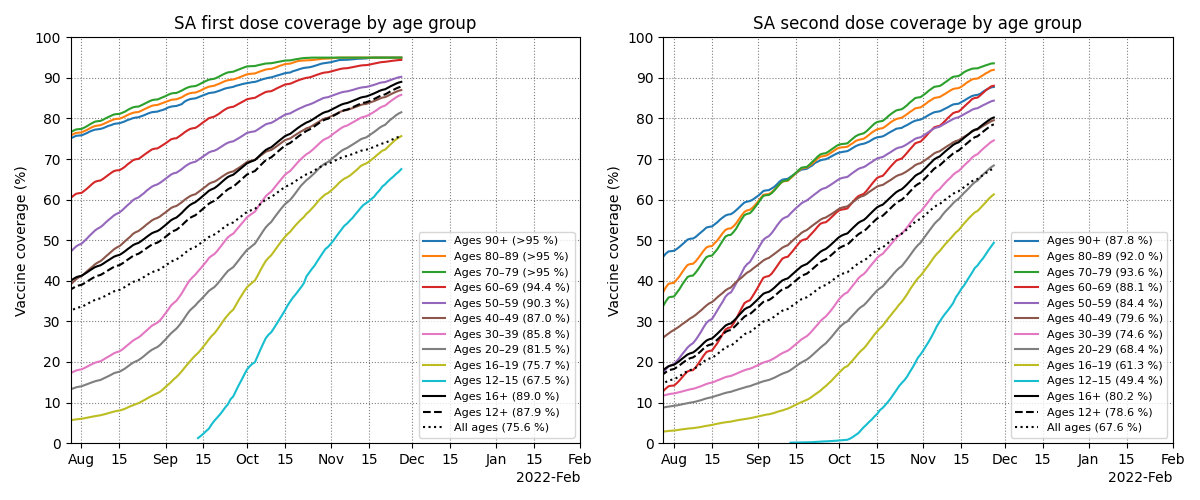 SA first dose coverage by age group
Vaccine coverage (%)
100
90
80
70
60
50
40
30
20
10
0
Ages 90+ (>95 %)
Ages 80–89 (>95 %)
Ages 70–79 (>95 %)
Ages 60–69 (94.4 %)
Ages 50–59 (90.3 %)
Ages 40–49 (87.0 %)
Ages 30–39 (85.8 %)
Ages 20–29 (81.5 %)
Ages 16–19 (75.7 %)
Ages 12–15 (67.5 %)
Ages 16+ (89.0 %)
Ages 12+ (87.9 %)
All ages (75.6 %)
Aug 15 Sep 15 Oct 15 Nov 15 Dec 15 Jan 15 Feb
2022-Feb
SA second dose coverage by age group
Vaccine coverage (%)
100
90
80
70
60
50
40
30
20
10
0
Ages 90+ (87.8 %)
Ages 80–89 (92.0 %)
Ages 70–79 (93.6 %)
Ages 60–69 (88.1 %)
Ages 50–59 (84.4 %)
Ages 40–49 (79.6 %)
Ages 30–39 (74.6 %)
Ages 20–29 (68.4 %)
Ages 16–19 (61.3 %)
Ages 12–15 (49.4 %)
Ages 16+ (80.2 %)
Ages 12+ (78.6 %)
All ages (67.6 %)
Aug 15 Sep 15 Oct 15 Nov 15 Dec 15 Jan 15 Feb
2022-Feb